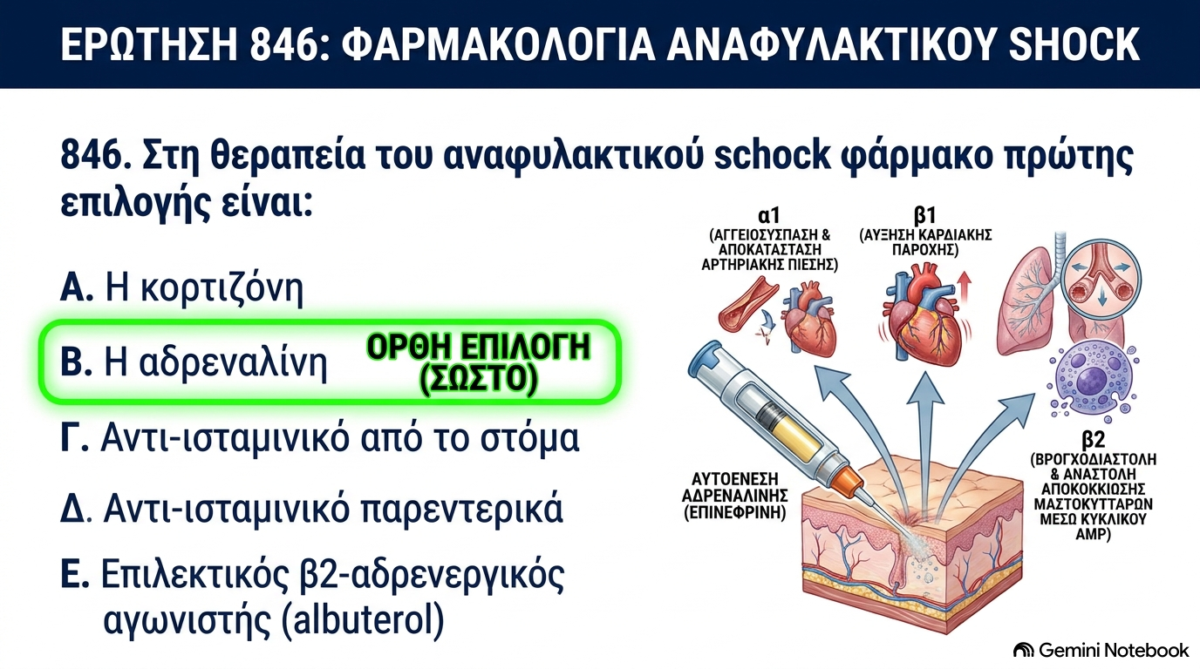 ΕΡΩΤΗΣΗ 846: ΦΑΡΜΑΚΟΛΟΓΙΑ ΑΝΑΦΥΛΑΚΤΙΚΟΥ SHOCK
846. Στη θεραπεία του αναφυλακτικού schock φάρμακο πρώτης
επιλογής είναι:
Α. Η κορτιζόνη
Β. Η αδρεναλίνη
ΟΡΘΗ ΕΠΙΛΟΓΗ
(ΣΩΣΤΟ)
Γ. Αντι-ισταμινικό από το στόμα
Δ. Αντι-ισταμινικό παρεντερικά
Ε. Επιλεκτικός β2-αδρενεργικός
αγωνιστής (albuterol)
α1
(ΑΓΓΕΙΟΣΥΣΠΑΣΗ &
ΑΠΟΚΑΤΑΣΤΑΣΗ
ΑΡΤΗΡΙΑΚΗΣ ΠΙΕΣΗΣ)
β1
(ΑΥΞΗΣΗ ΚΑΡΔΙΑΚΗΣ
ΠΑΡΟΧΗΣ)
ΑΥΤΟΕΝΕΣΗ
ΑΔΡΕΝΑΛΙΝΗΣ
(ΕΠΙΝΕΦΡΙΝΗ)
β2
(ΒΡΟΓΧΟΔΙΑΣΤΟΛΗ
& ΑΝΑΣΤΟΛΗ
ΑΠΟΚΟΚΚΙΩΣΗΣ
ΜΑΣΤΟΚΥΤΤΑΡΩΝ
ΜΕΣΩ ΚΥΚΛΙΚΟΥ
AMP)
Gemini Notebook